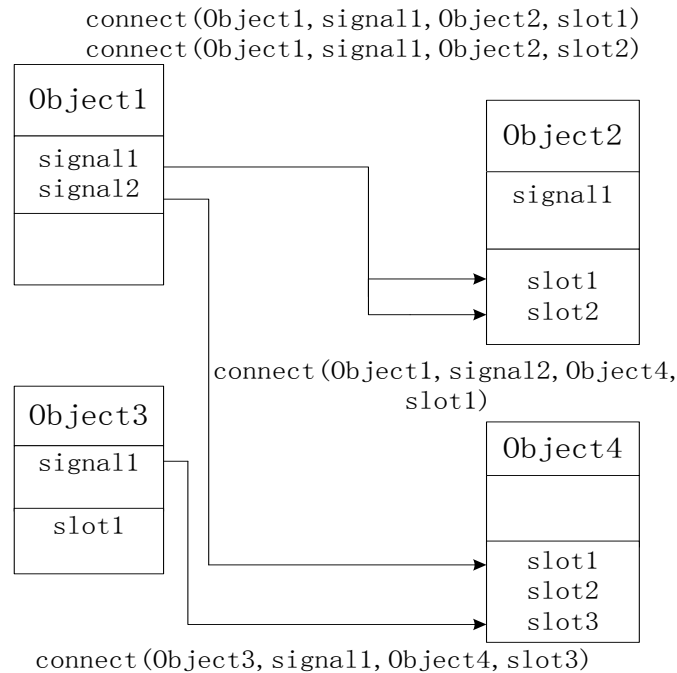 connect(Object1,signal1,Object2,slot1)
connect(Object1,signal1,Object2,slot2)
Object1
signal1
signal2
Object2
signal1
slot1
slot2
connect(Object1,signal2,Object4,
slot1)
Object3
signal1
slot1
Object4
slot1
slot2
slot3
connect(Object3,signal1,Object4,slot3)